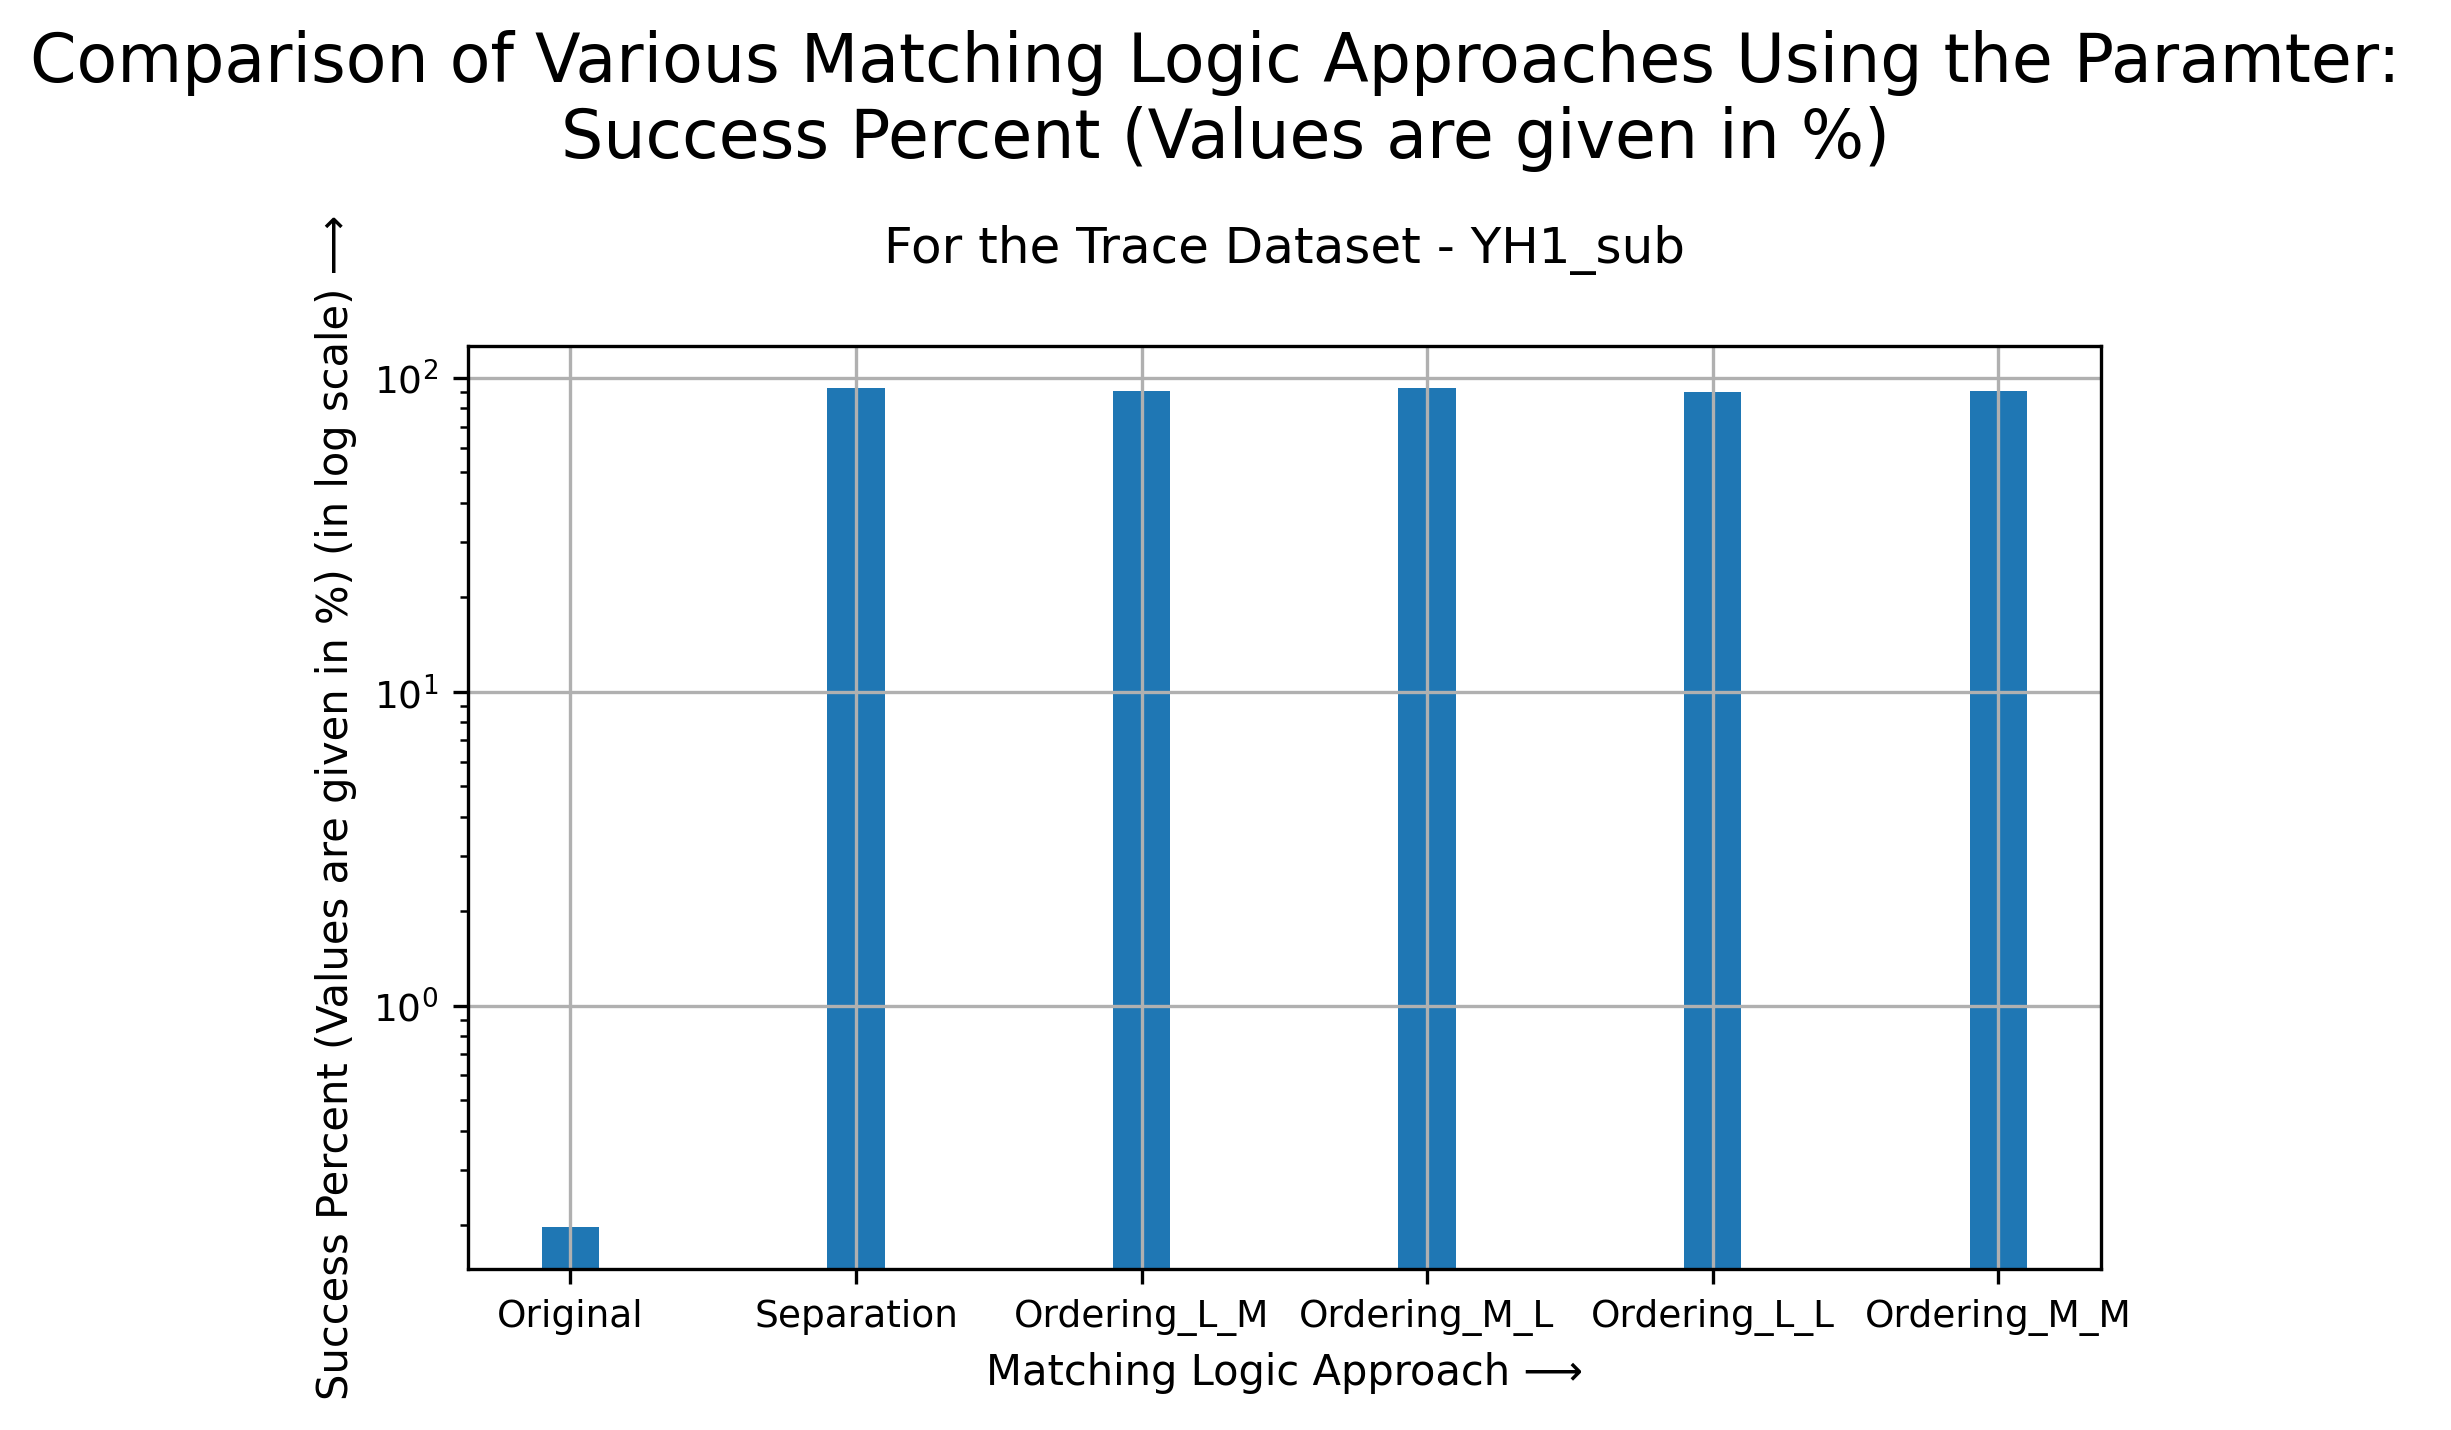 Comparison of Various Matching Logic Approaches Using the Paramter:
Success Percent (Values are given in %)
For the Trace Dataset - YH1_sub
Success Percent (Values are given in %) (in log scale) ⟶
10²
10¹
10⁰
Original Separation Ordering_L_M Ordering_M_L Ordering_L_L Ordering_M_M
Matching Logic Approach ⟶